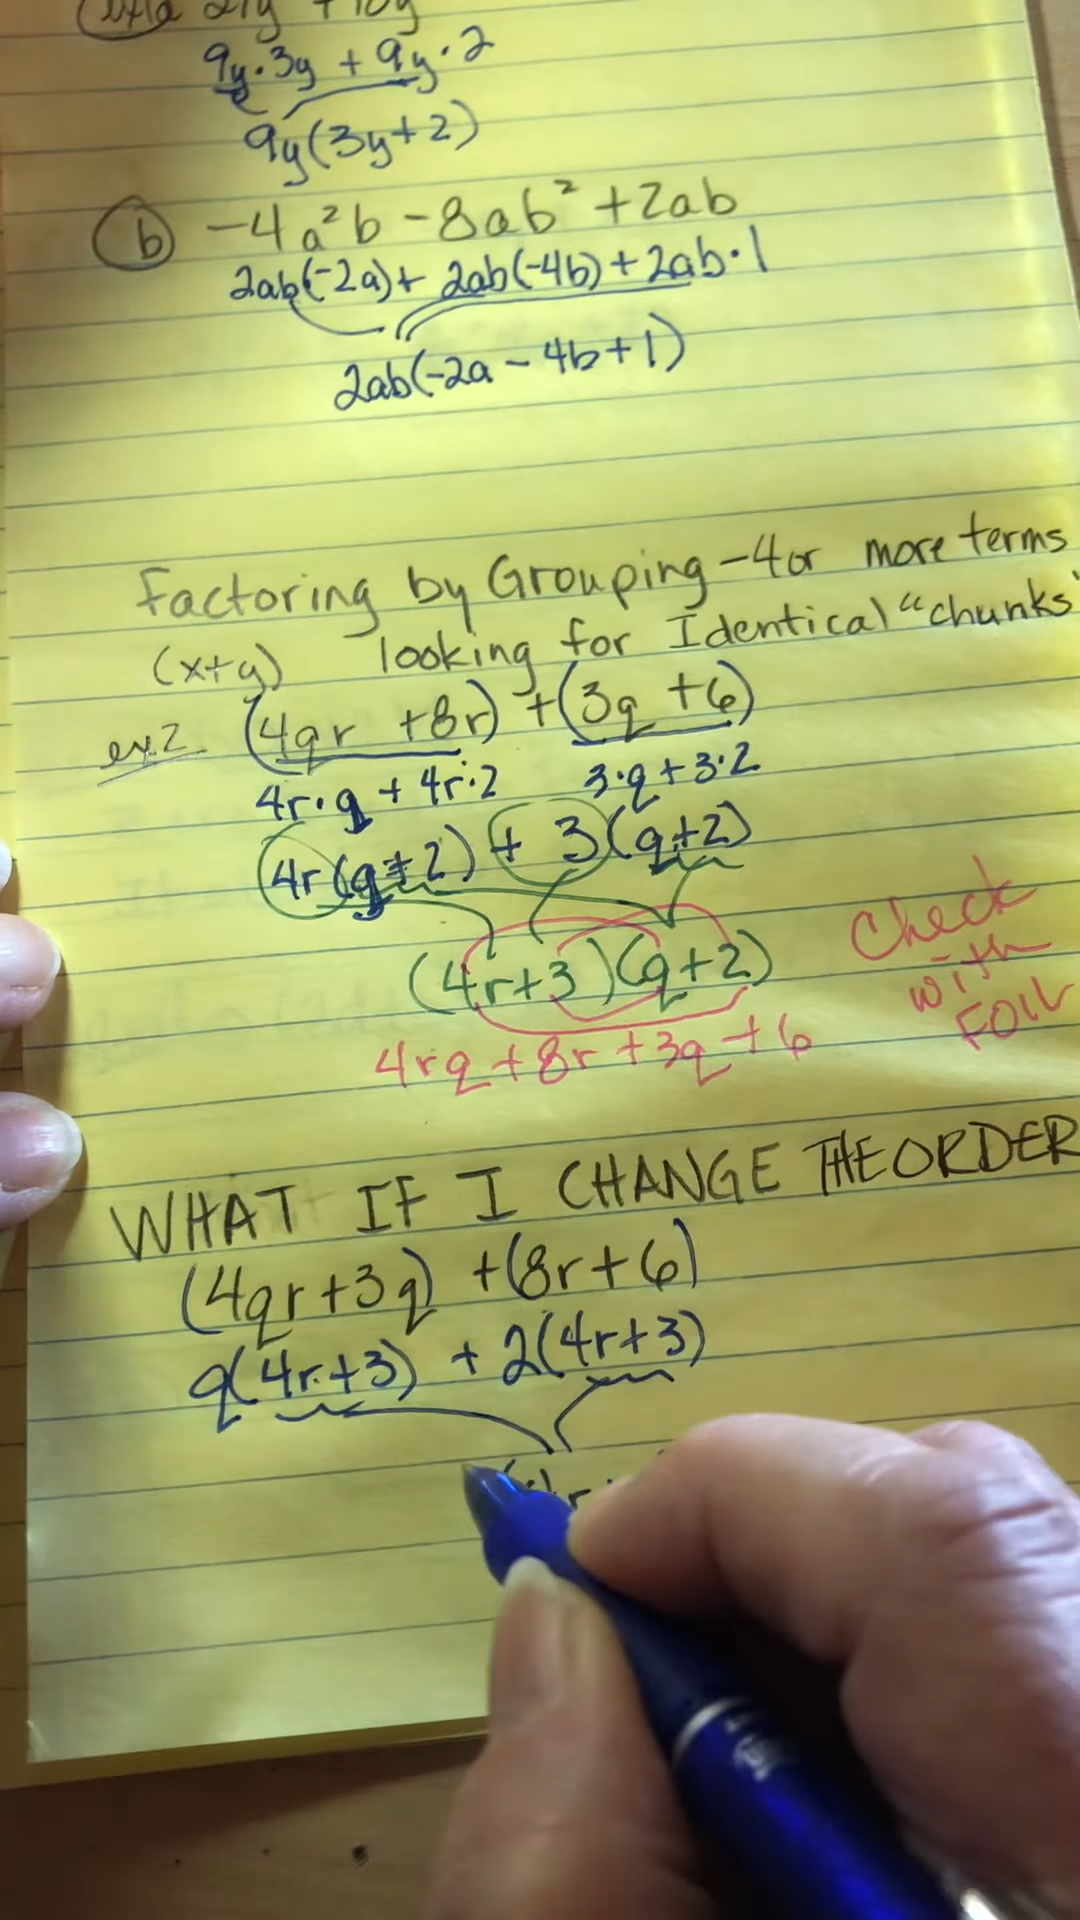 9y·3y + 9y·2
9y(3y+2)
b) -4a²b -8ab² +2ab
2ab(-2a)+ 2ab(-4b)+2ab·1
2ab(-2a - 4b+1)
Factoring by Grouping -4 or more terms
(x+y) looking for Identical "chunks"
ex.2 (4qr +8r) +(3q +6)
4r·q + 4r·2 3·q+3·2
4r(q+2) + 3(q+2)
(4r+3)(q+2)
Check
with
FOIL
4rq +8r +3q +6
WHAT IF I CHANGE THE ORDER
(4qr+3q) +(8r+6)
q(4r+3) + 2(4r+3)